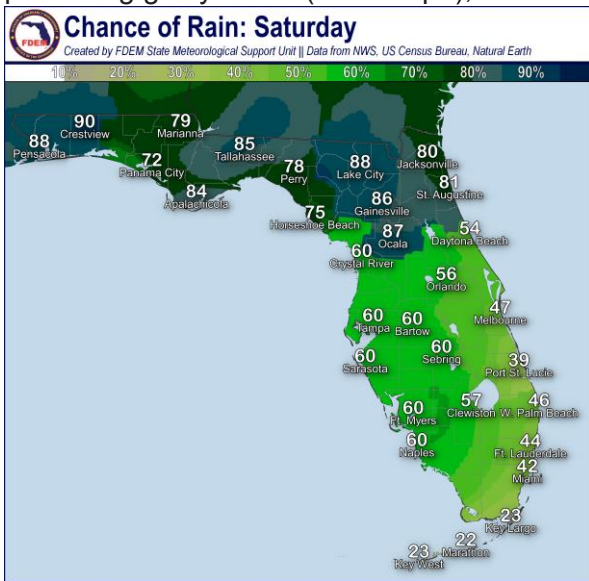 Chance of Rain: Saturday
FDEM
Created by FDEM State Meteorological Support Unit || Data from NWS, US Census Bureau, Natural Earth
10% 20% 30% 40% 50% 60% 70% 80% 90%
90
Crestview
79
Marianna
88
Pensacola
85
Tallahassee
72
Panama City
78
Perry
88
Lake City
80
Jacksonville
84
Apalachicola
81
St. Augustine
86
Gainesville
75
Horseshoe Beach
87
Ocala
54
Daytona Beach
60
Crystal River
56
Orlando
47
Melbourne
60
Tampa
60
Bartow
60
Sarasota
60
Sebring
39
Port St. Lucie
57
Clewiston
46
W. Palm Beach
60
Ft. Myers
60
Naples
44
Ft. Lauderdale
42
Miami
23
Key Largo
22
Marathon
23
Key West